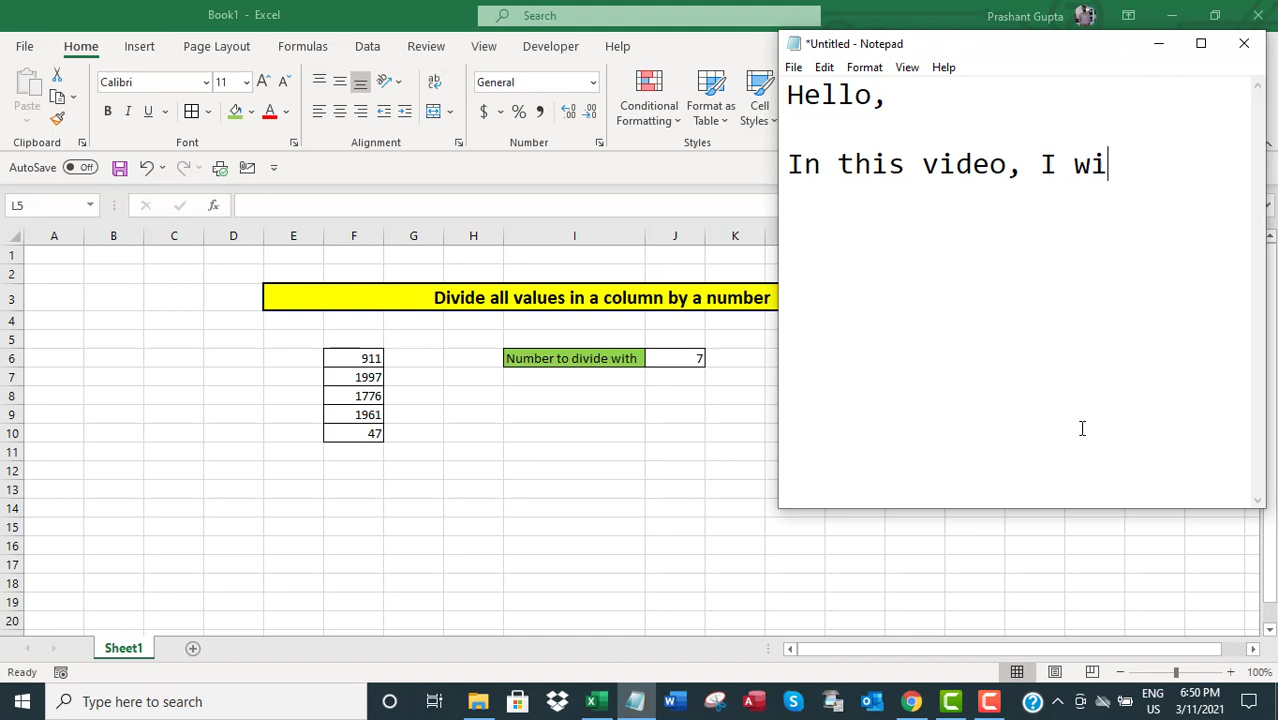 Book1 - Excel
Search
Prashant Gupta
File Home Insert Page Layout Formulas Data Review View Developer Help
Paste
Calibri 11
B I U
General
$ % ,
Conditional Formatting
Format as Table
Cell Styles
Clipboard Font Alignment Number Styles
AutoSave Off
L5 fx
A B C D E F G H I J K
1
2
3 Divide all values in a column by a number
4
5
6 911 Number to divide with 7
7 1997
8 1776
9 1961
10 47
11
12
13
14
15
16
17
18
19
20
Sheet1
Ready 100%
*Untitled - Notepad
File Edit Format View Help
Hello,
In this video, I wi
Type here to search
ENG
US
6:50 PM
3/11/2021